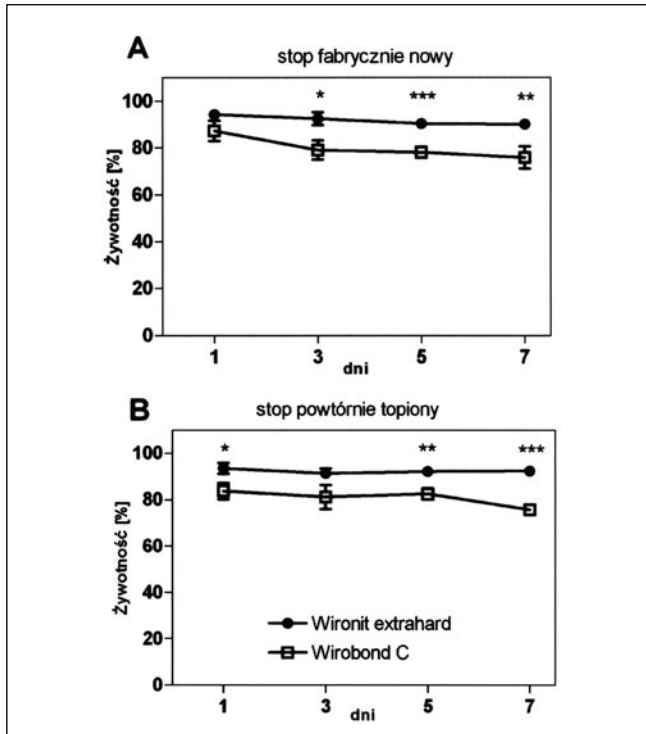 A
stop fabrycznie nowy
* *** **
Żywotność [%]
100
80
60
40
20
0
1 3 5 7
dni
B
stop powtórnie topiony
* ** ***
Żywotność [%]
100
80
60
40
20
0
Wironit extrahard
Wirobond C
1 3 5 7
dni